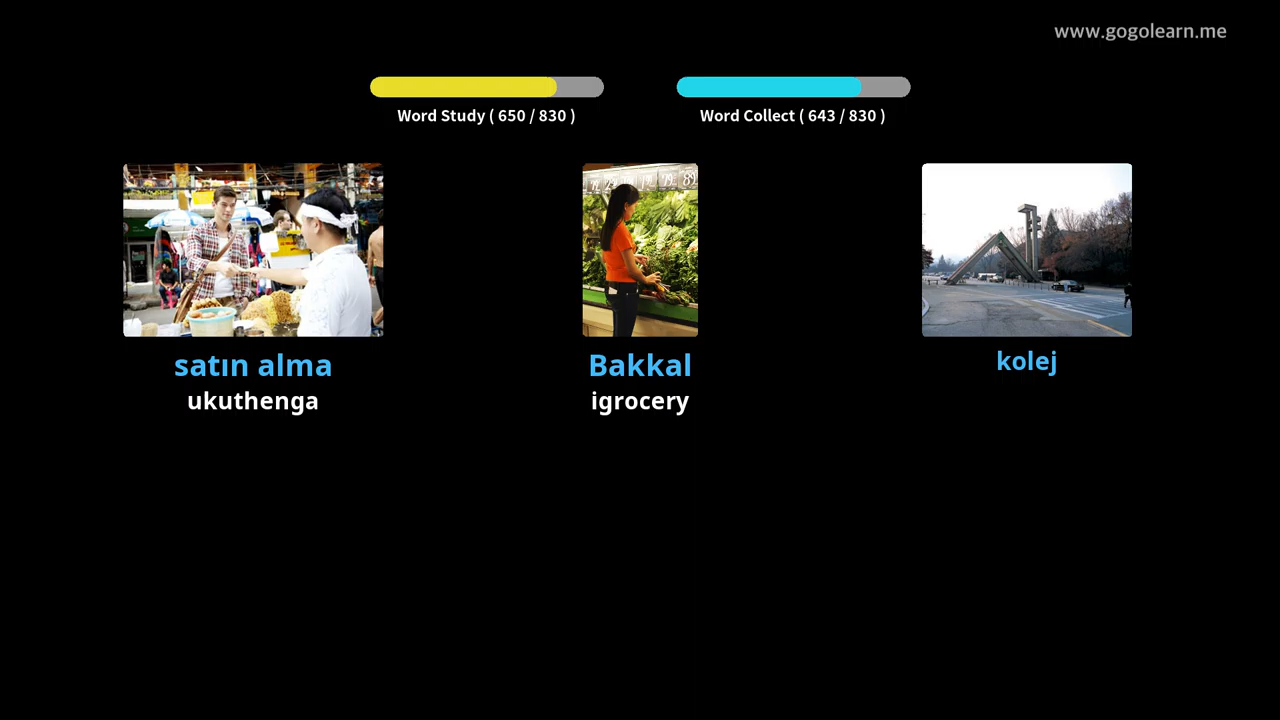 www.gogolearn.me
Word Study ( 650 / 830 )
Word Collect ( 643 / 830 )
satın alma
ukuthenga
Bakkal
igrocery
kolej